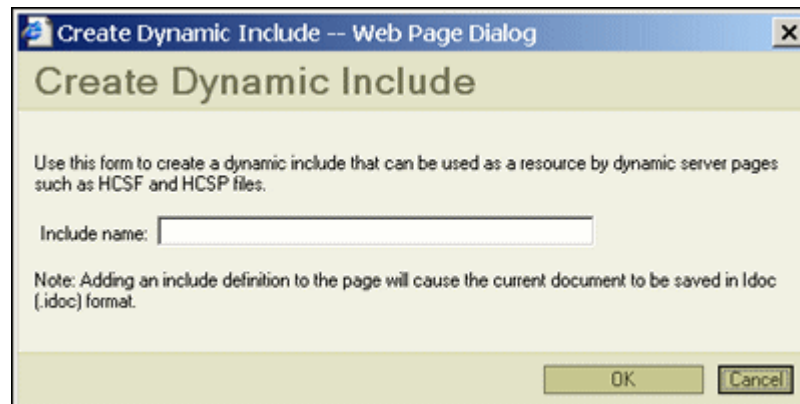 Create Dynamic Include -- Web Page Dialog
Create Dynamic Include
Use this form to create a dynamic include that can be used as a resource by dynamic server pages
such as HCSF and HCSP files.
Include name:
Note: Adding an include definition to the page will cause the current document to be saved in Idoc
(.idoc) format.
OK Cancel